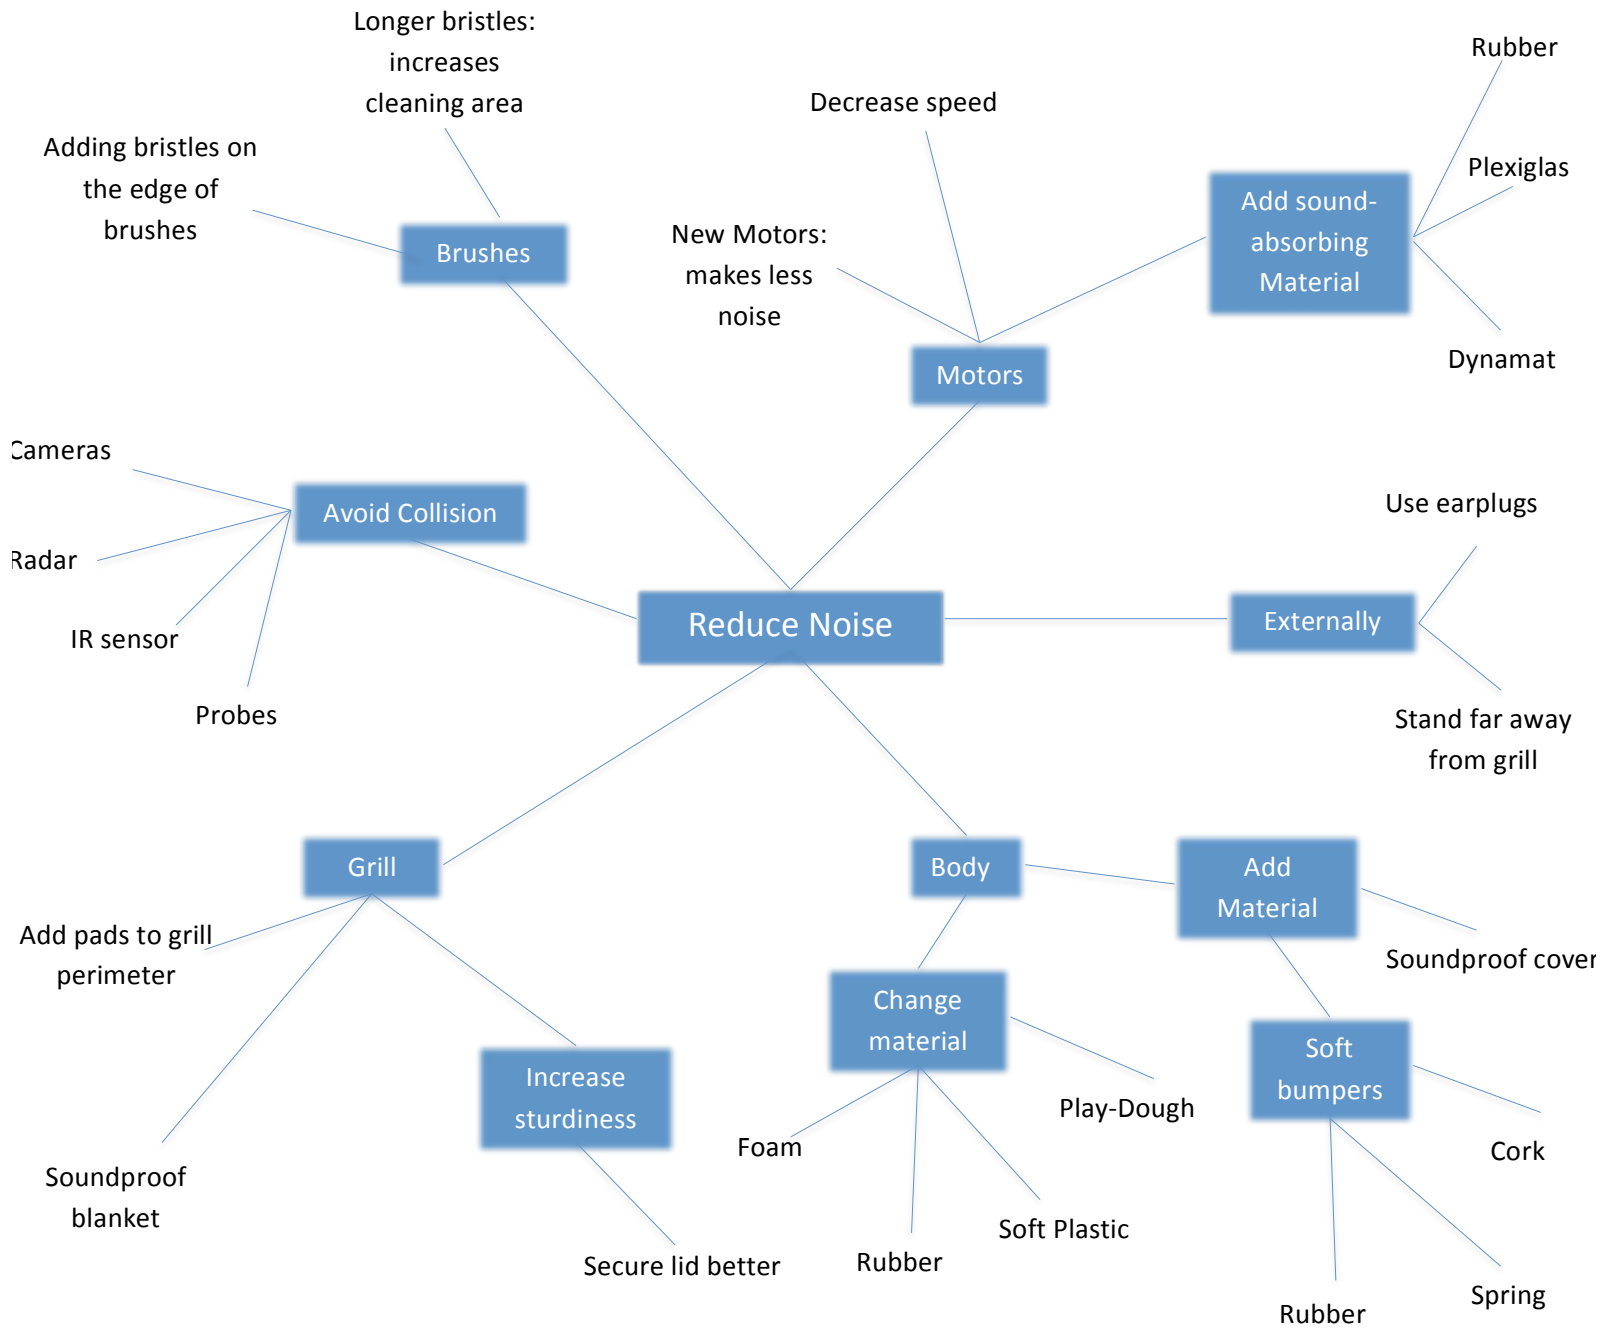 Longer bristles:
increases
cleaning area
Adding bristles on
the edge of
brushes
Brushes
Decrease speed
New Motors:
makes less
noise
Motors
Add sound-
absorbing
Material
Rubber
Plexiglas
Dynamat
Cameras
Radar
IR sensor
Probes
Avoid Collision
Reduce Noise
Externally
Use earplugs
Stand far away
from grill
Grill
Add pads to grill
perimeter
Soundproof
blanket
Increase
sturdiness
Secure lid better
Body
Change
material
Foam
Rubber
Soft Plastic
Play-Dough
Add
Material
Soundproof cover
Soft
bumpers
Cork
Spring
Rubber